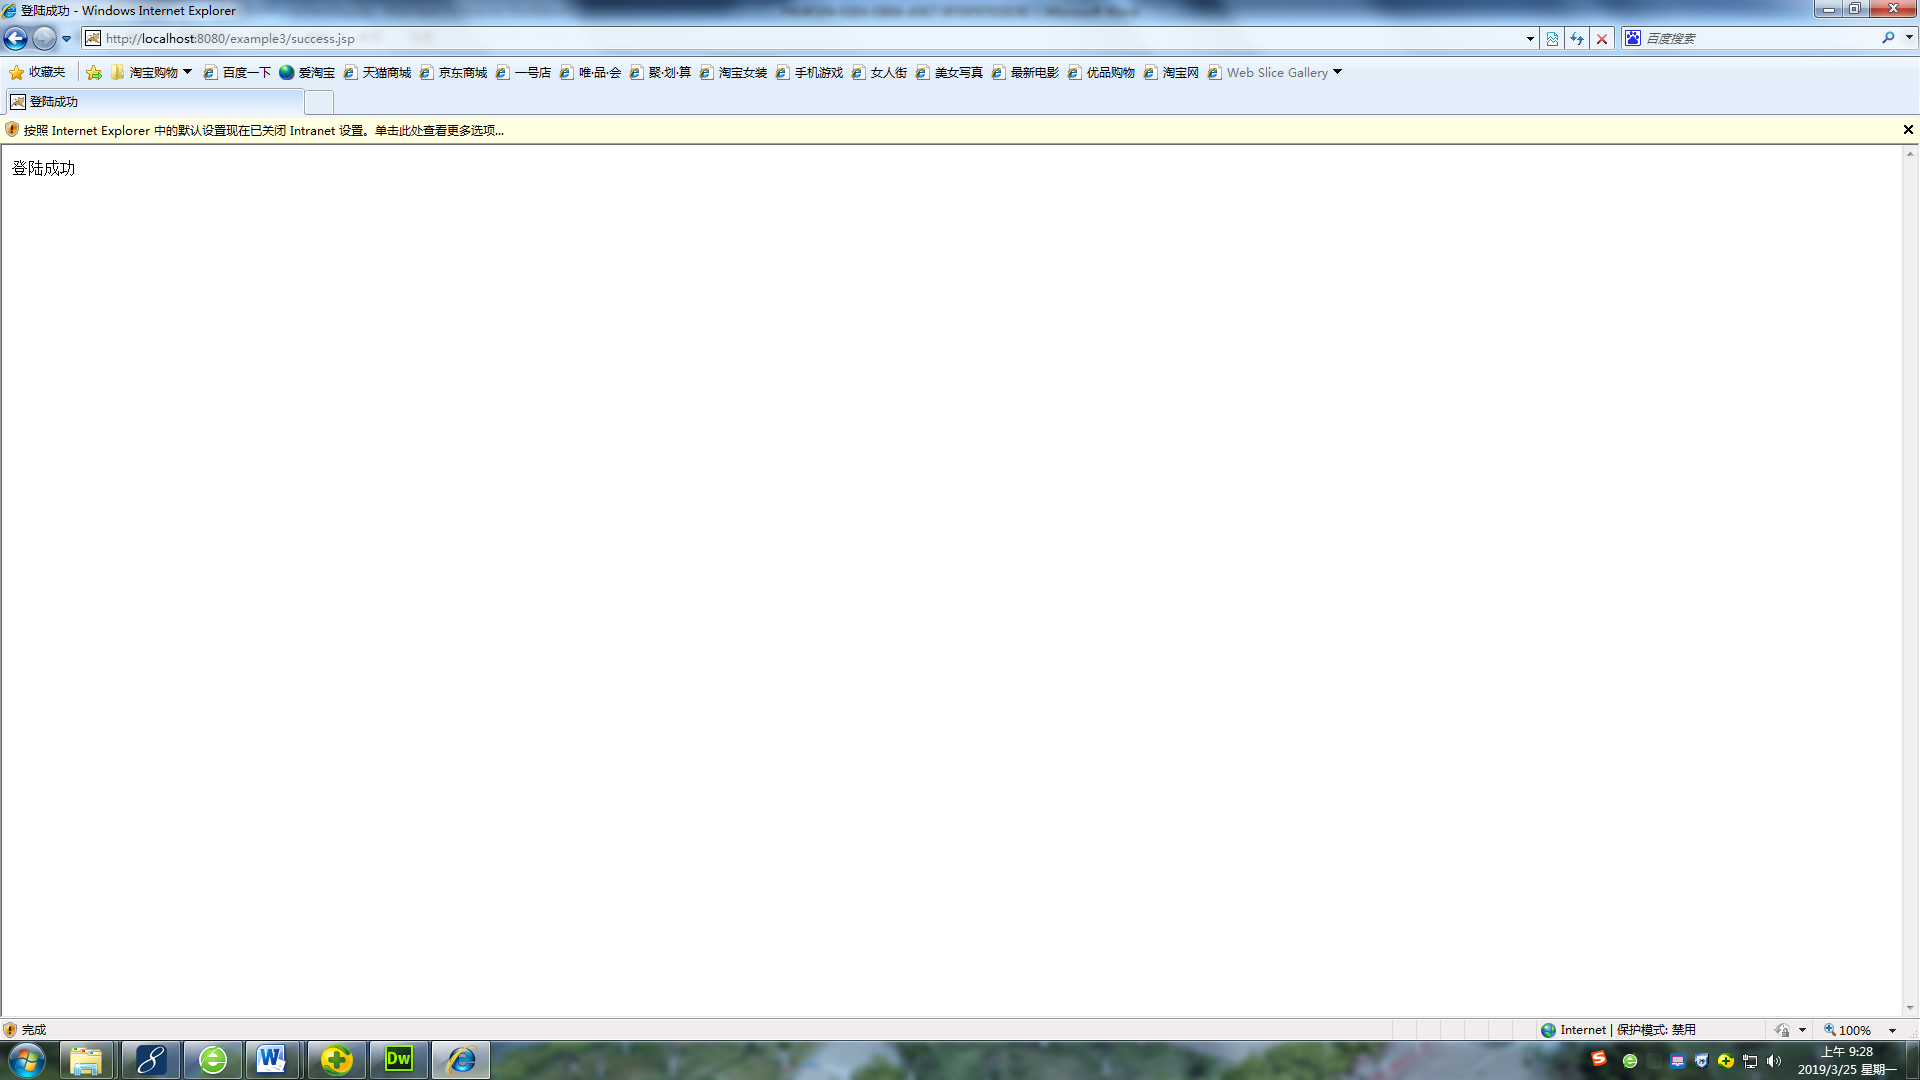 登陆成功 - Windows Internet Explorer
http://localhost:8080/example3/success.jsp
百度搜索
收藏夹 淘宝购物 百度一下 爱淘宝 天猫商城 京东商城 一号店 唯·品·会 聚·划·算 淘宝女装 手机游戏 女人街 美女写真 最新电影 优品购物 淘宝网 Web Slice Gallery
登陆成功
按照 Internet Explorer 中的默认设置现在已关闭 Intranet 设置。单击此处查看更多选项...
登陆成功
完成
Internet | 保护模式: 禁用
100%
W
Dw
上午 9:28
2019/3/25 星期一